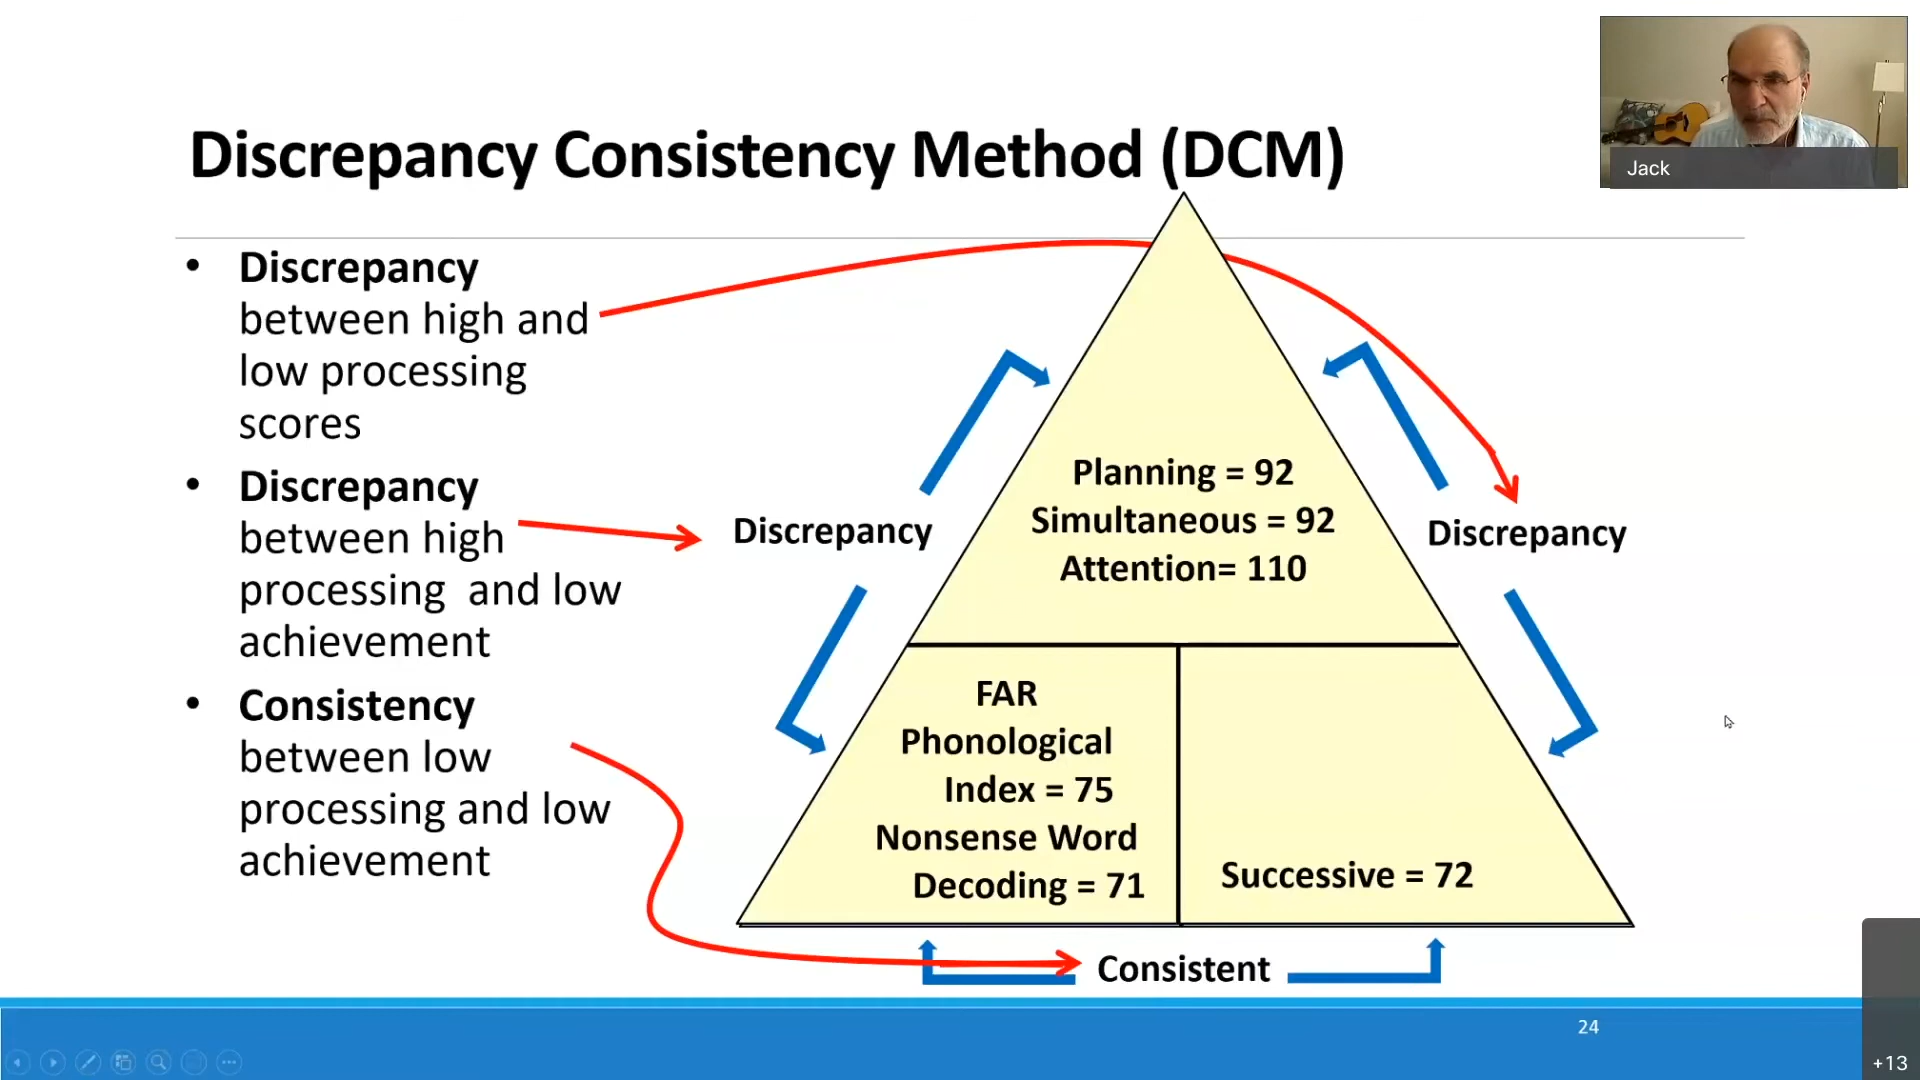 Jack
Discrepancy Consistency Method (DCM)
• Discrepancy
between high and
low processing
scores
• Discrepancy
between high
processing  and low
achievement
• Consistency
between low
processing and low
achievement
Discrepancy
Planning = 92
Simultaneous = 92
Attention= 110
Discrepancy
FAR
Phonological
Index = 75
Nonsense Word
Decoding = 71
Successive = 72
Consistent
24
+13